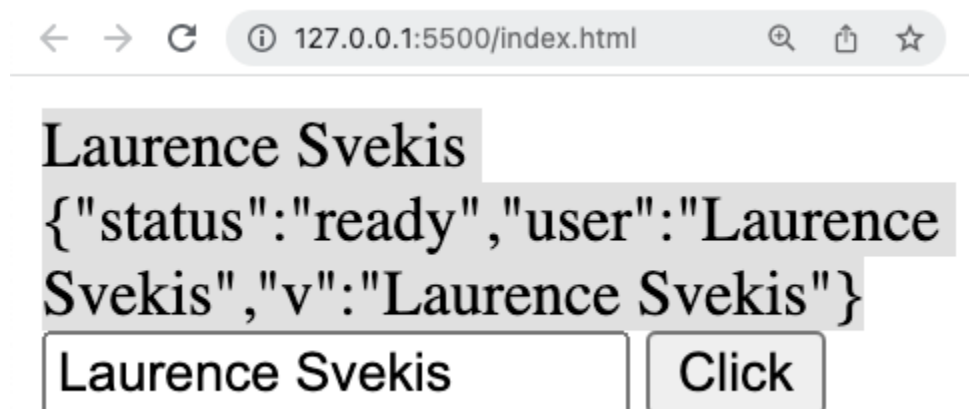 127.0.0.1:5500/index.html
Laurence Svekis
{"status":"ready","user":"Laurence
Svekis","v":"Laurence Svekis"}
Laurence Svekis Click